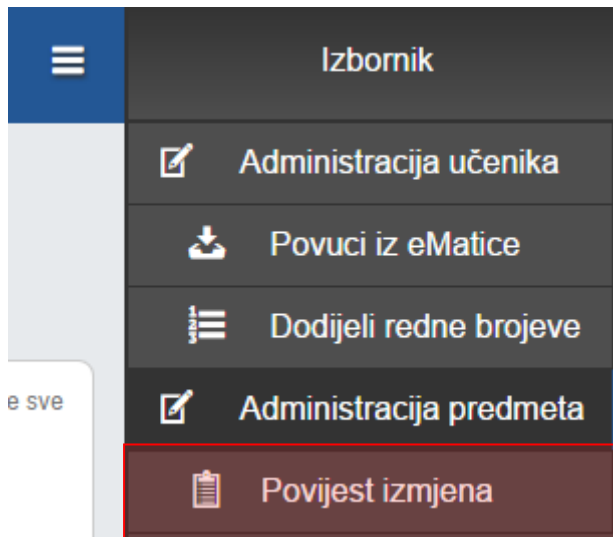 Izbornik
Administracija učenika
Povuci iz eMatice
Dodijeli redne brojeve
e sve
Administracija predmeta
Povijest izmjena